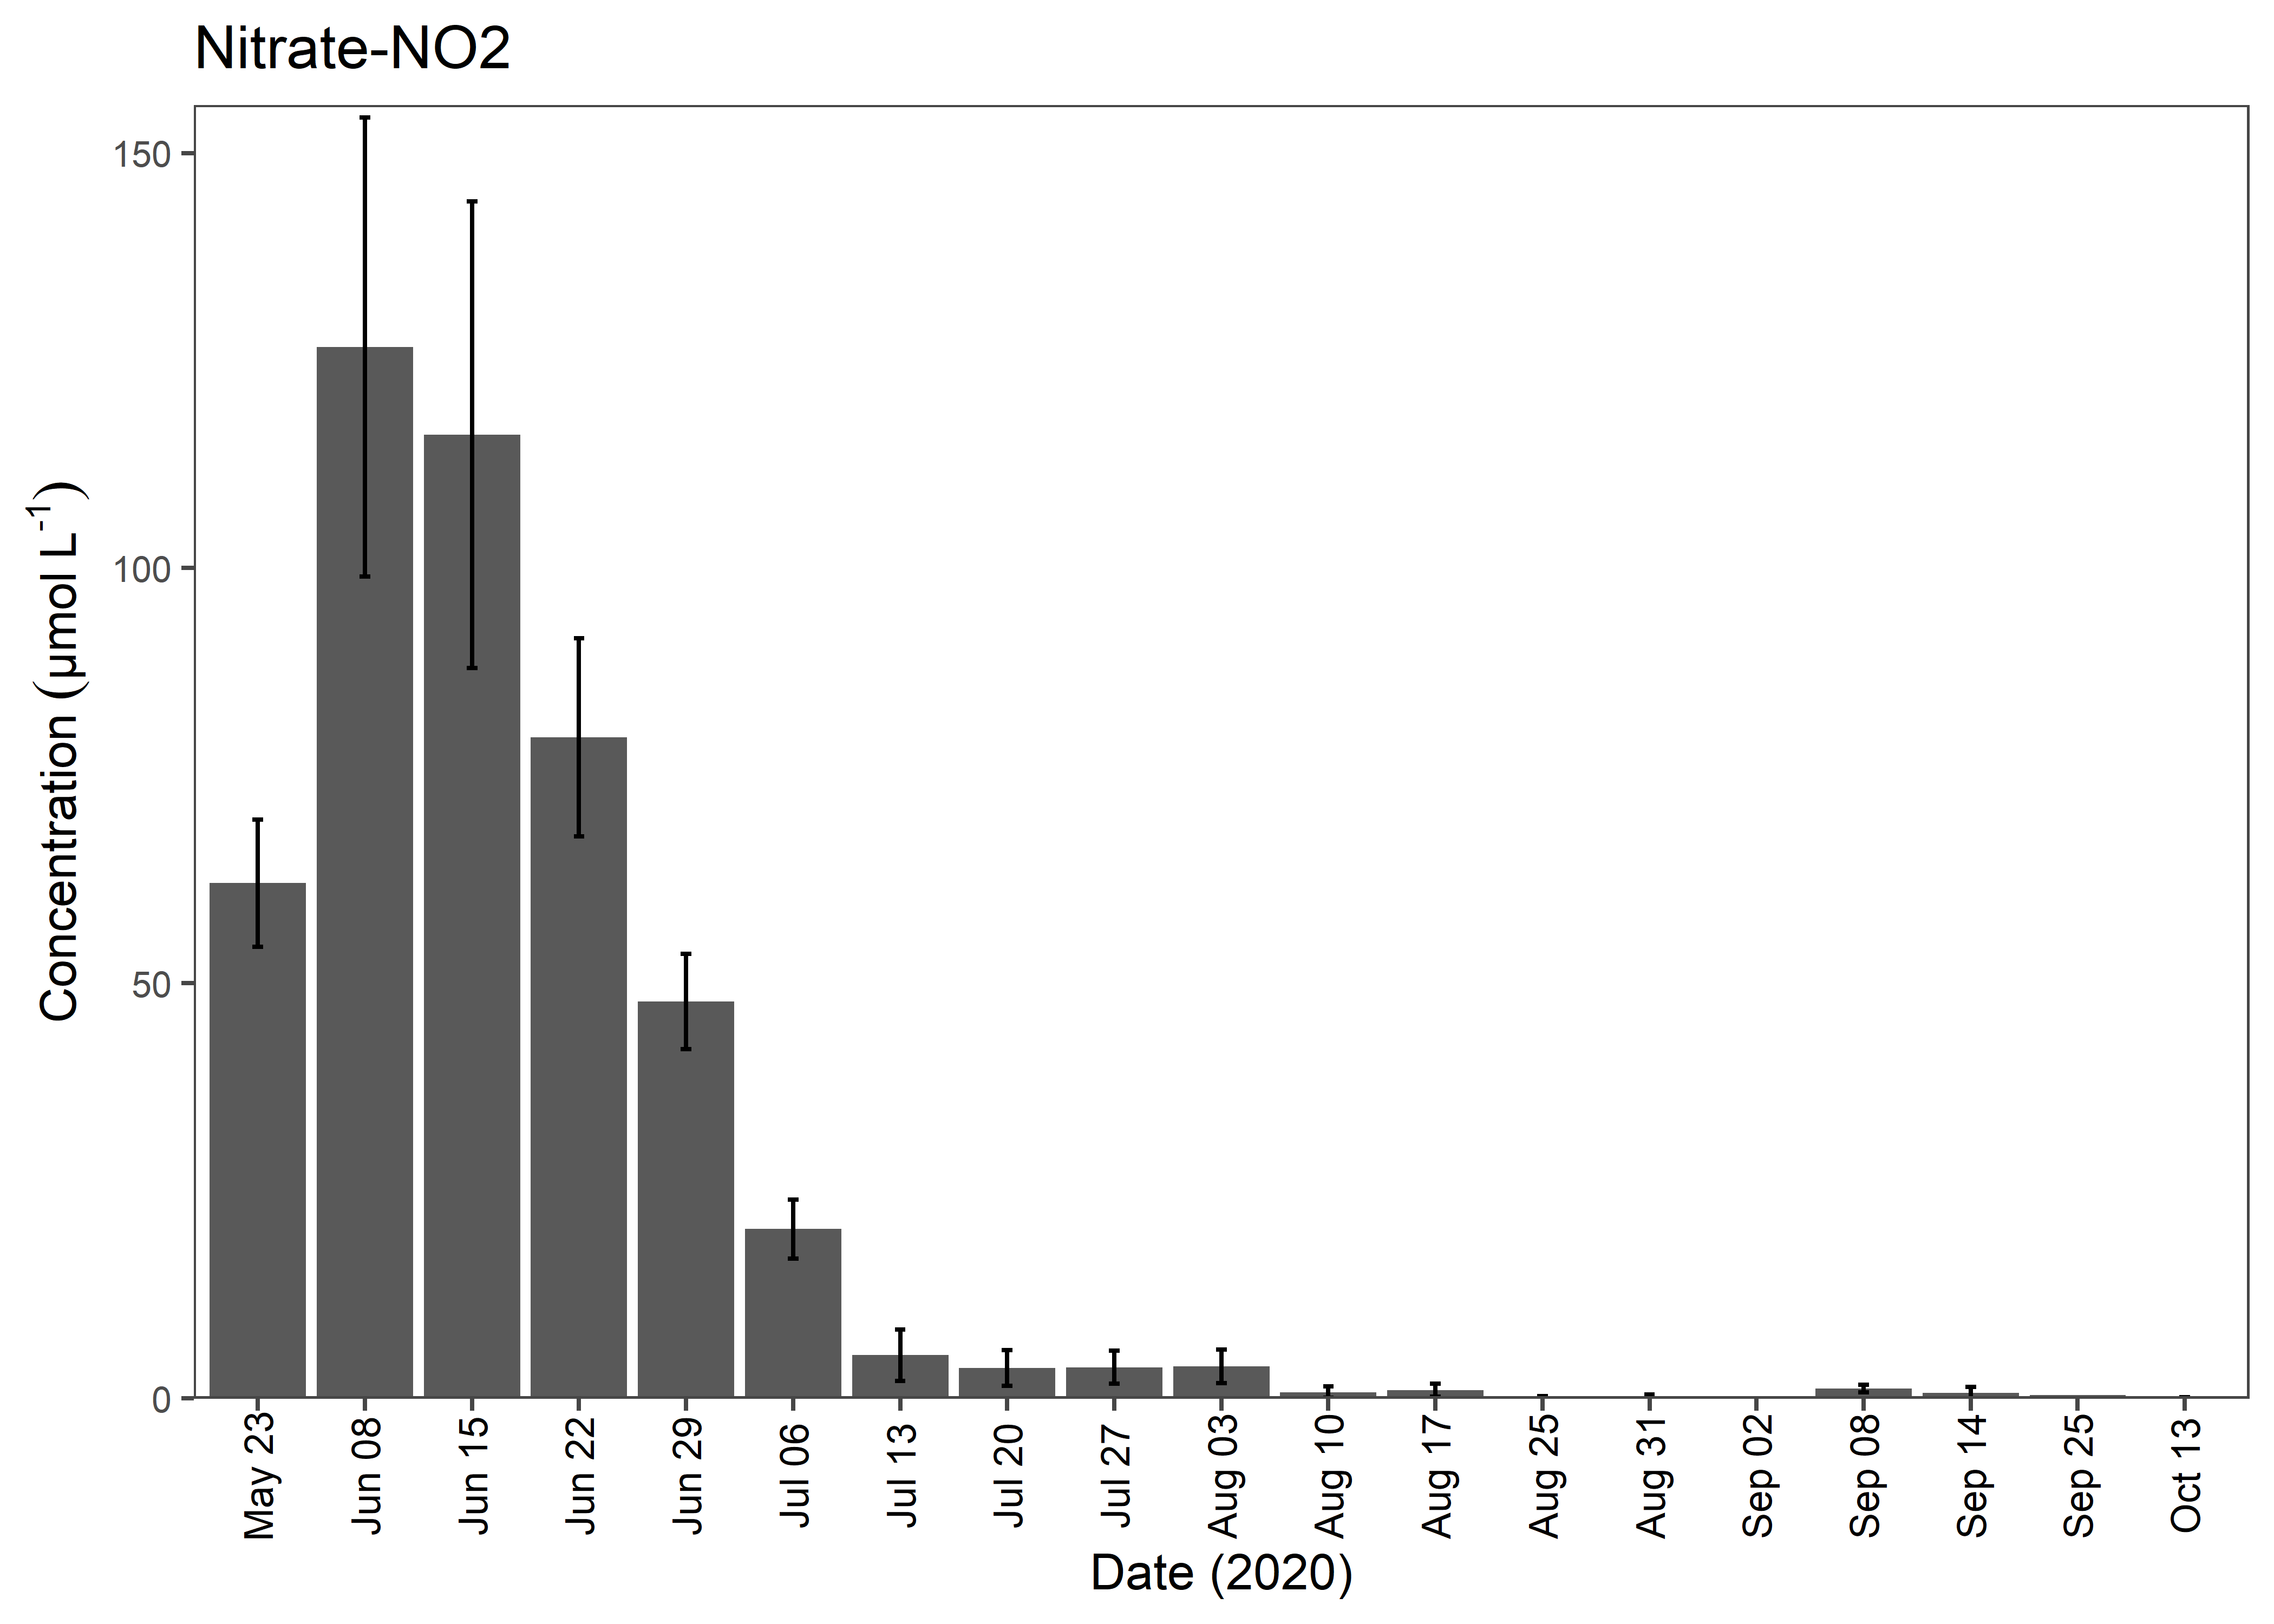 Nitrate-NO2
Concentration (µmol L⁻¹)
150
100
50
0
May 23
Jun 08
Jun 15
Jun 22
Jun 29
Jul 06
Jul 13
Jul 20
Jul 27
Aug 03
Aug 10
Aug 17
Aug 25
Aug 31
Sep 02
Sep 08
Sep 14
Sep 25
Oct 13
Date (2020)